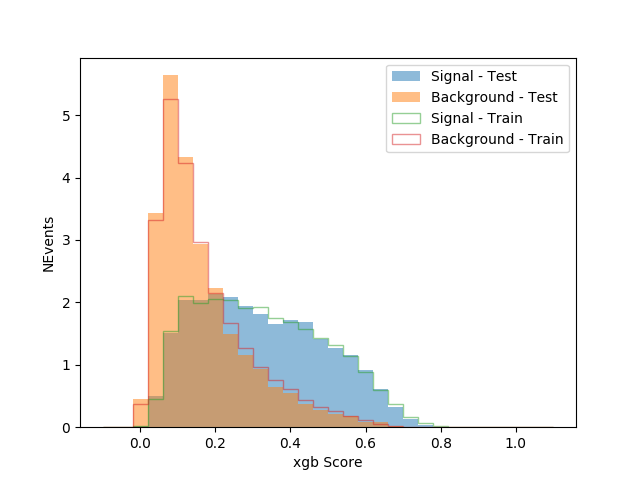 Signal - Test
Background - Test
Signal - Train
Background - Train
NEvents
5
4
3
2
1
0
0.0 0.2 0.4 0.6 0.8 1.0
xgb Score